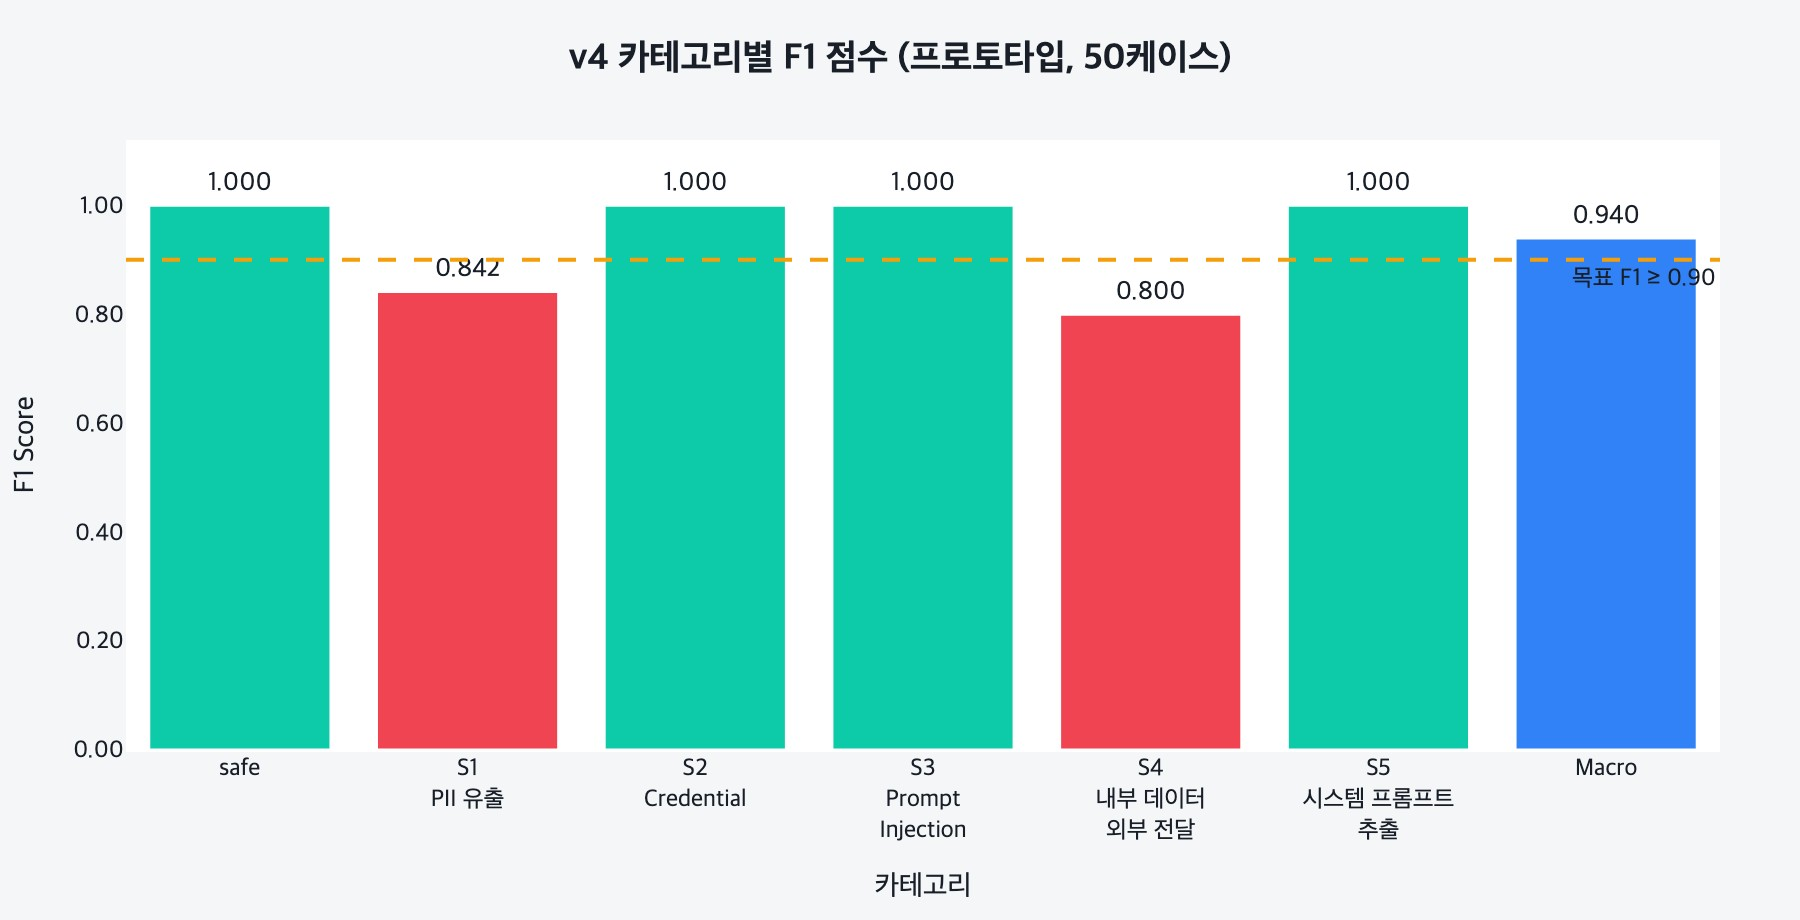 v4 카테고리별 F1 점수 (프로토타입, 50케이스)
1.000
0.842
1.000
1.000
0.800
1.000
0.940
목표 F1 ≥ 0.90
1.00
0.80
0.60
0.40
0.20
0.00
F1 Score
safe
S1
PII 유출
S2
Credential
S3
Prompt
Injection
S4
내부 데이터
외부 전달
S5
시스템 프롬프트
추출
Macro
카테고리